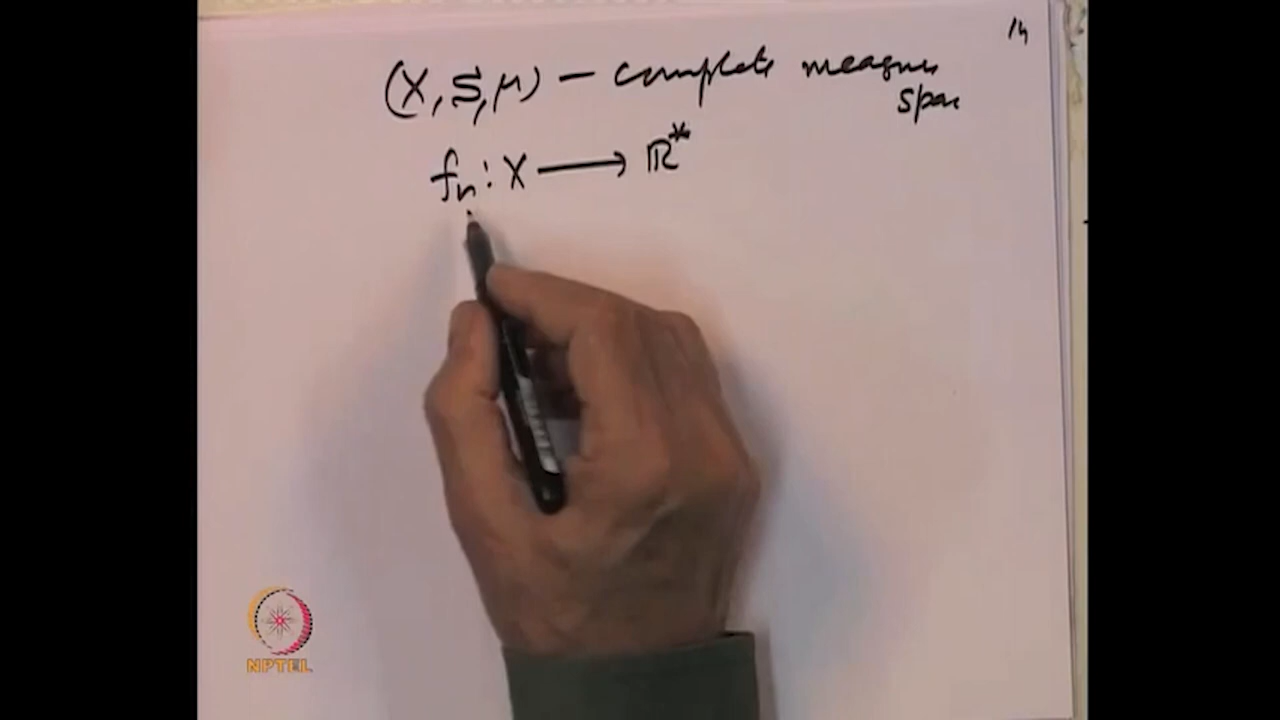 14
(X, S, μ) — complete measure
space
fn : X ⟶ ℝ*
NPTEL